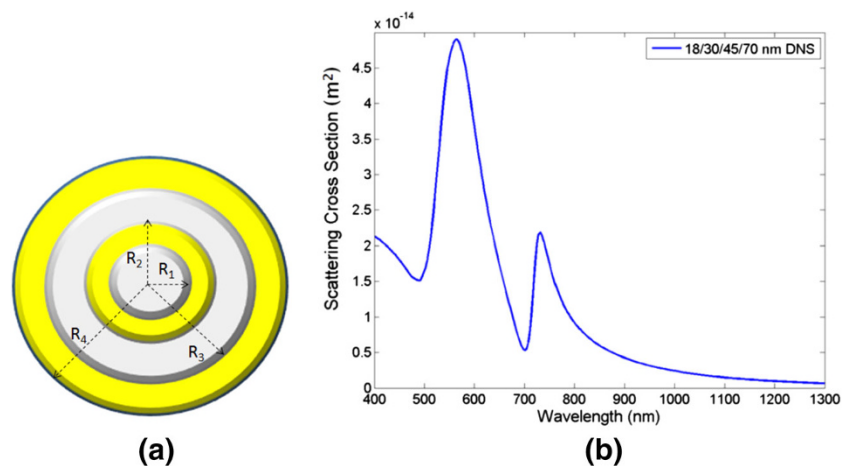 R2
R1
R4
R3
(a)
x 10^-14
18/30/45/70 nm DNS
Scattering Cross Section (m²)
4.5
4
3.5
3
2.5
2
1.5
1
0.5
0
400 500 600 700 800 900 1000 1100 1200 1300
Wavelength (nm)
(b)